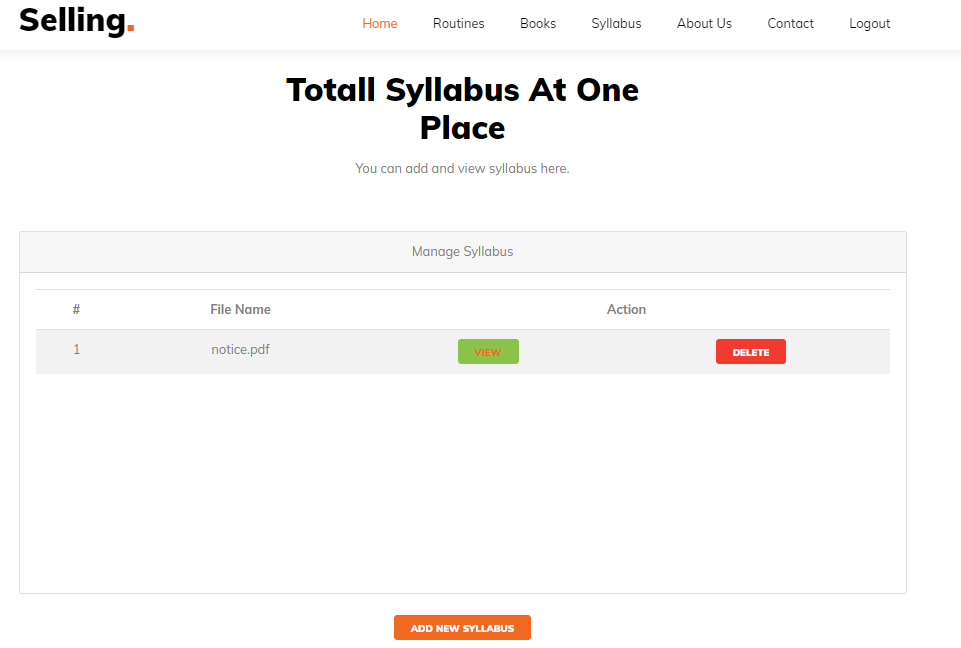 Selling.
Home Routines Books Syllabus About Us Contact Logout
Totall Syllabus At One
Place
You can add and view syllabus here.
Manage Syllabus
# File Name Action
1 notice.pdf VIEW DELETE
ADD NEW SYLLABUS